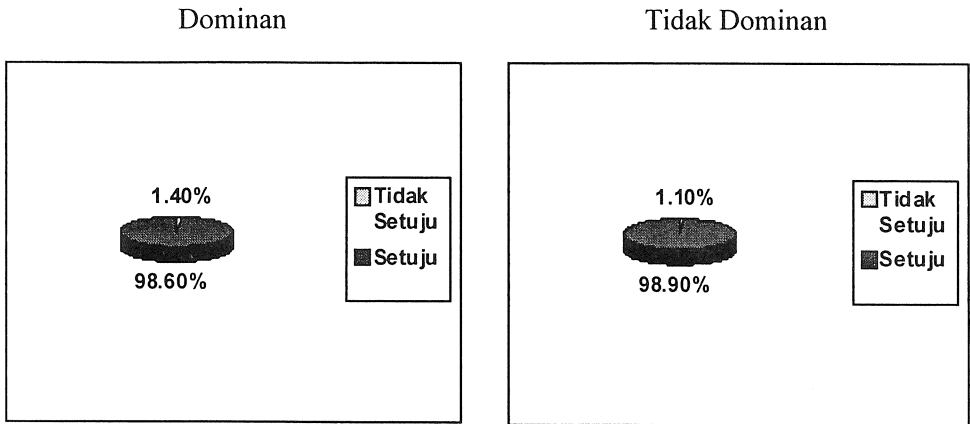 Dominan
Tidak Dominan
1.40%
98.60%
Tidak
Setuju
Setuju
1.10%
98.90%
Tidak
Setuju
Setuju